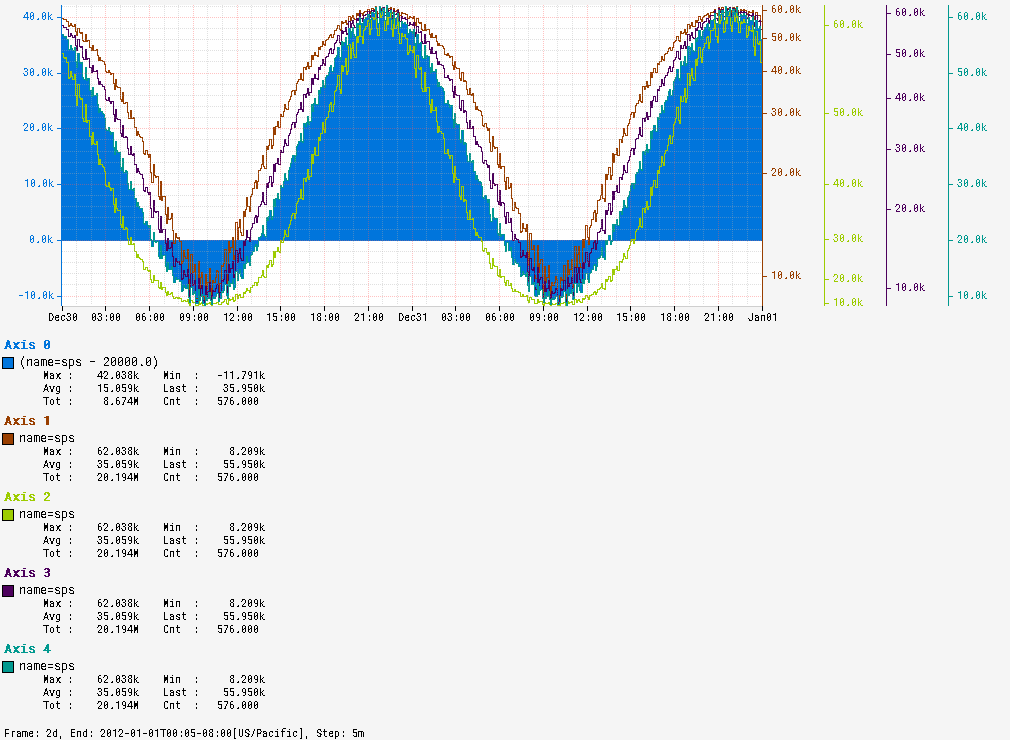 40.0k 60.0k 60.0k 60.0k 60.0k
50.0k 50.0k
30.0k 40.0k 50.0k 40.0k 50.0k
20.0k 30.0k 50.0k 30.0k 40.0k
10.0k 20.0k 40.0k 20.0k 30.0k
0.0k 30.0k 20.0k
-10.0k 10.0k 20.0k 10.0k 10.0k
10.0k
Dec30 03:00 06:00 09:00 12:00 15:00 18:00 21:00 Dec31 03:00 06:00 09:00 12:00 15:00 18:00 21:00 Jan01
Axis 0
(name=sps - 20000.0)
Max : 42.038k Min : -11.791k
Avg : 15.059k Last : 35.950k
Tot : 8.674M Cnt : 576.000
Axis 1
name=sps
Max : 62.038k Min : 8.209k
Avg : 35.059k Last : 55.950k
Tot : 20.194M Cnt : 576.000
Axis 2
name=sps
Max : 62.038k Min : 8.209k
Avg : 35.059k Last : 55.950k
Tot : 20.194M Cnt : 576.000
Axis 3
name=sps
Max : 62.038k Min : 8.209k
Avg : 35.059k Last : 55.950k
Tot : 20.194M Cnt : 576.000
Axis 4
name=sps
Max : 62.038k Min : 8.209k
Avg : 35.059k Last : 55.950k
Tot : 20.194M Cnt : 576.000
Frame: 2d, End: 2012-01-01T00:05-08:00[US/Pacific], Step: 5m